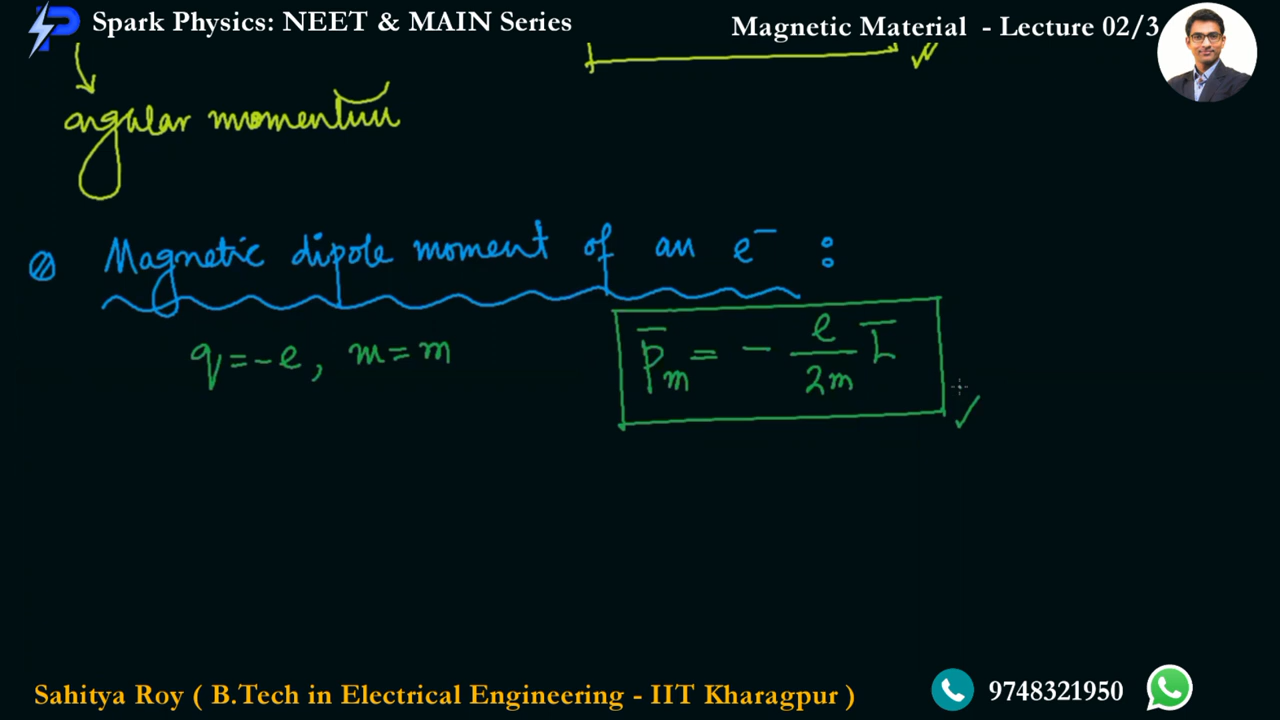 Spark Physics: NEET & MAIN Series
Magnetic Material - Lecture 02/3
angular momentum
Magnetic dipole moment of an e⁻ :
q = -e, m = m
p̅ₘ = - e/2m L̅
Sahitya Roy ( B.Tech in Electrical Engineering - IIT Kharagpur )
9748321950